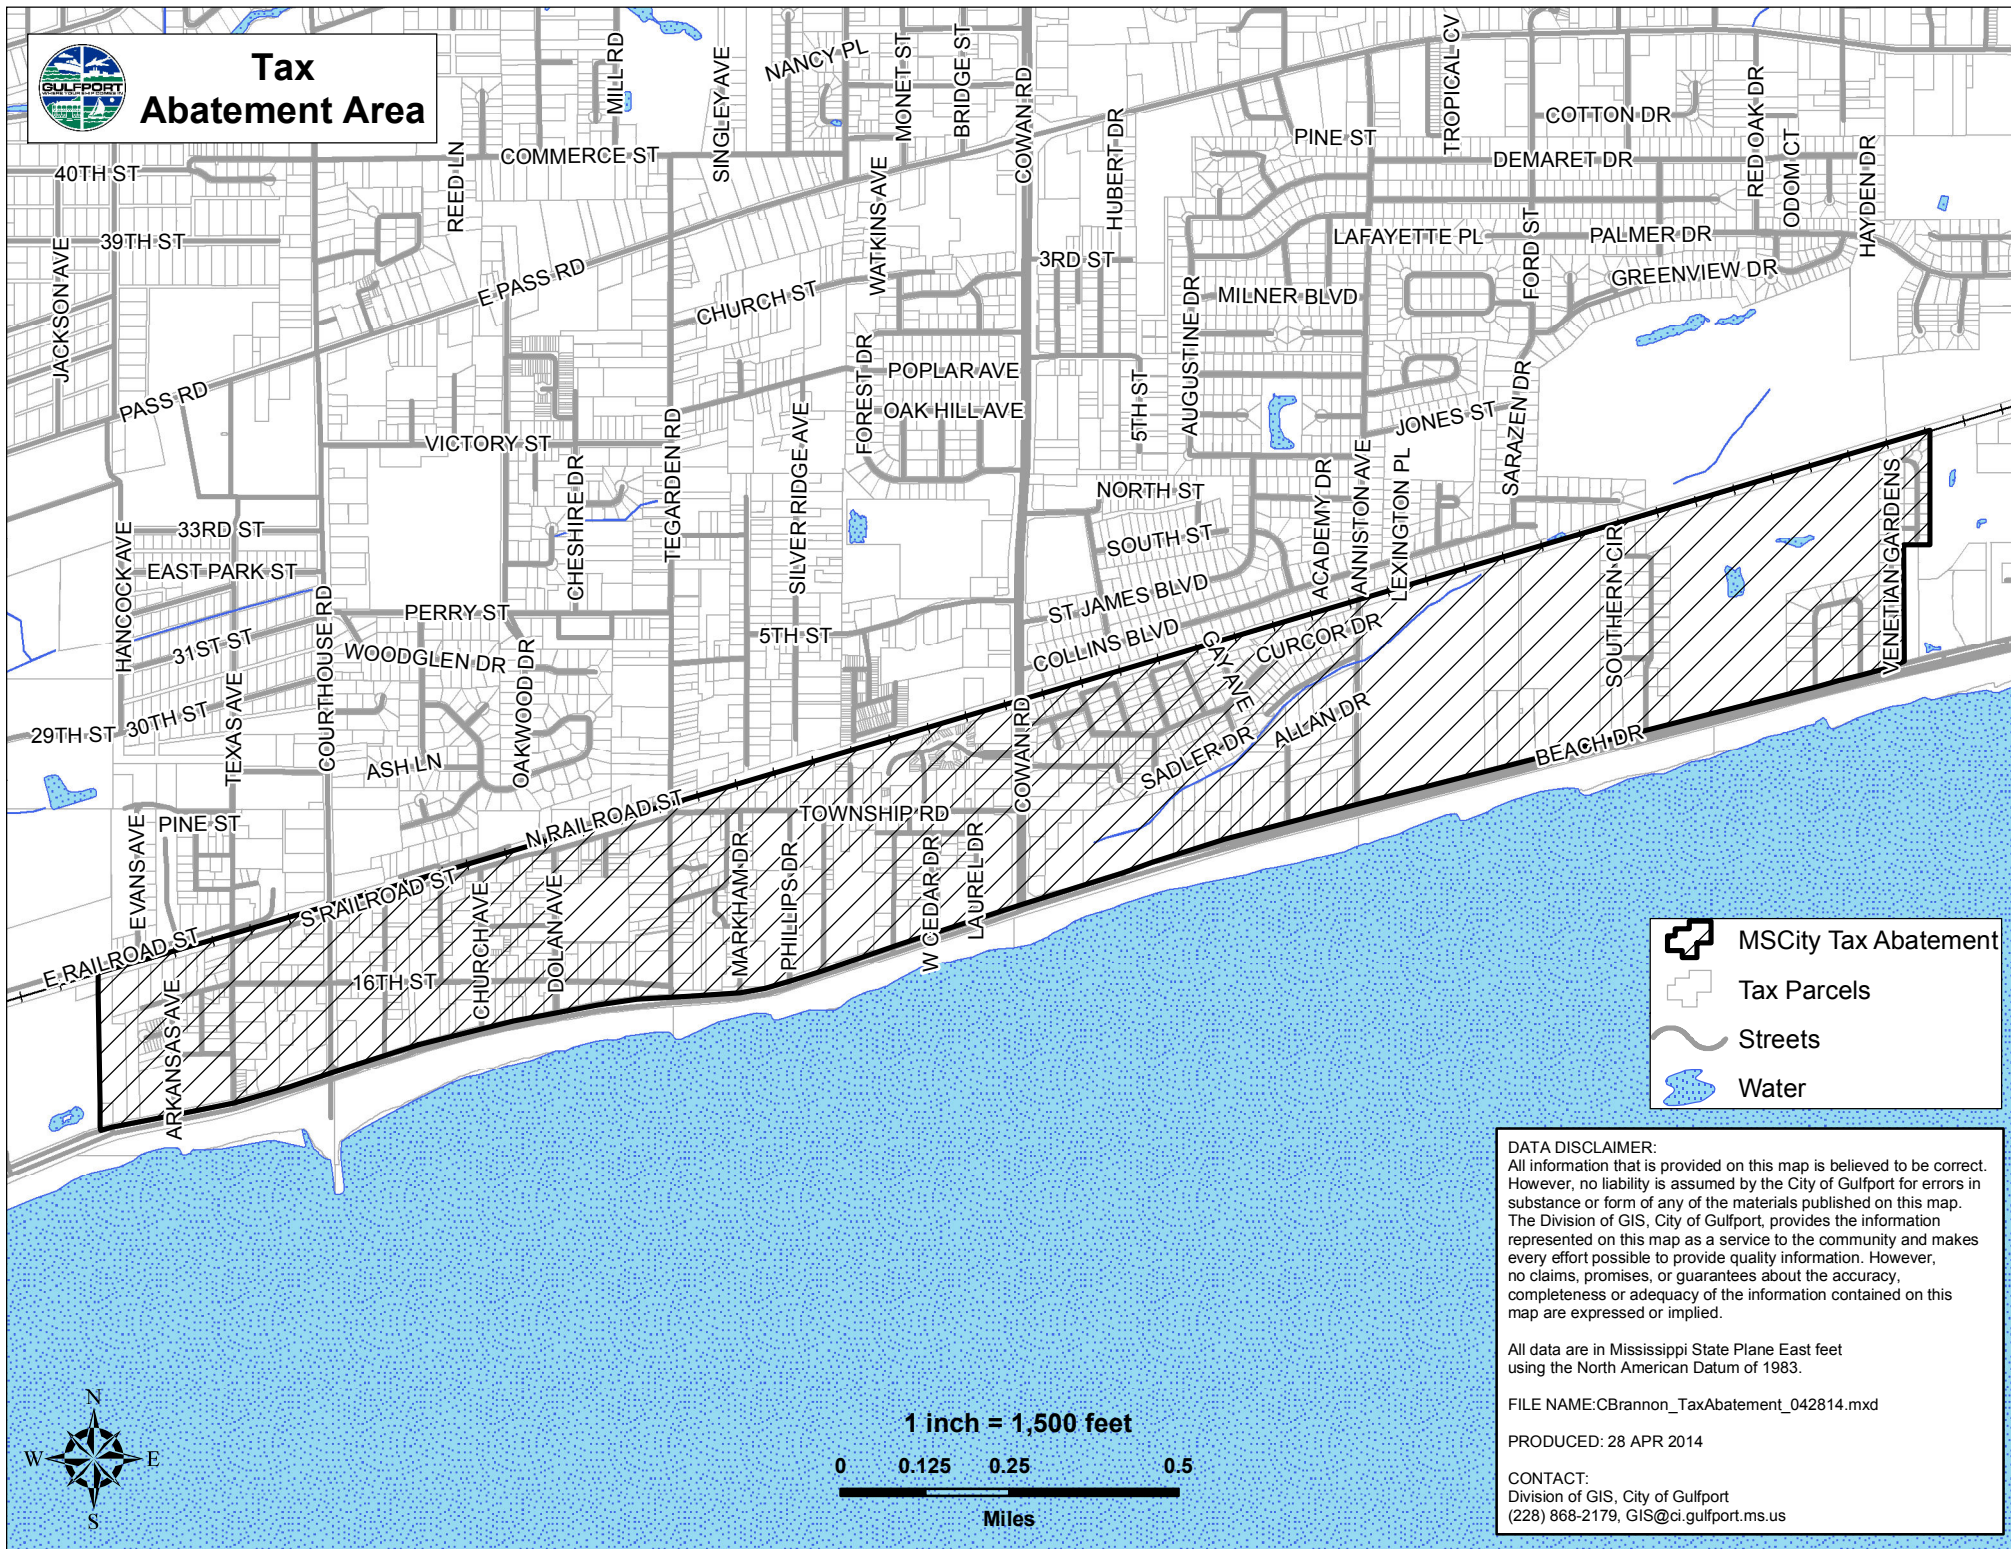 Tax
Abatement Area
GULFPORT
WHERE YOUR SHIP COMES IN
MILL RD
SINGLEY AVE
NANCY PL
MONET ST
BRIDGE ST
COWAN RD
TROPICAL CV
COTTON DR
RED OAK DR
HUBERT DR
PINE ST
40TH ST
REED LN
COMMERCE ST
DEMARET DR
ODOM CT
HAYDEN DR
WATKINS AVE
JACKSON AVE
39TH ST
E PASS RD
CHURCH ST
3RD ST
LAFAYETTE PL
FORD ST
PALMER DR
GREENVIEW DR
AUGUSTINE DR
MILNER BLVD
PASS RD
FOREST DR
POPLAR AVE
OAK HILL AVE
5TH ST
JONES ST
SARAZEN DR
VICTORY ST
CHESHIRE DR
TEGARDEN RD
SILVER RIDGE AVE
NORTH ST
SOUTH ST
ACADEMY DR
ANNISTON AVE
LEXINGTON PL
VENETIAN GARDENS
HANCOCK AVE
33RD ST
EAST PARK ST
COURTHOUSE RD
PERRY ST
ST JAMES BLVD
COLLINS BLVD
SOUTHERN CIR
31ST ST
WOODGLEN DR
OAKWOOD DR
5TH ST
GAY AVE
CURCOR DR
29TH ST
30TH ST
TEXAS AVE
ASH LN
COWAN RD
SADLER DR
ALLAN DR
BEACH DR
EVANS AVE
PINE ST
N RAILROAD ST
TOWNSHIP RD
S RAILROAD ST
CHURCH AVE
DOLAN AVE
MARKHAM DR
PHILLIPS DR
W CEDAR DR
LAUREL DR
E RAILROAD ST
ARKANSAS AVE
16TH ST
MSCity Tax Abatement
Tax Parcels
Streets
Water
DATA DISCLAIMER:
All information that is provided on this map is believed to be correct.
However, no liability is assumed by the City of Gulfport for errors in
substance or form of any of the materials published on this map.
The Division of GIS, City of Gulfport, provides the information
represented on this map as a service to the community and makes
every effort possible to provide quality information. However,
no claims, promises, or guarantees about the accuracy,
completeness or adequacy of the information contained on this
map are expressed or implied.
All data are in Mississippi State Plane East feet
using the North American Datum of 1983.
FILE NAME:CBrannon_TaxAbatement_042814.mxd
PRODUCED: 28 APR 2014
CONTACT:
Division of GIS, City of Gulfport
(228) 868-2179, GIS@ci.gulfport.ms.us
N
W E
S
1 inch = 1,500 feet
0 0.125 0.25 0.5
Miles